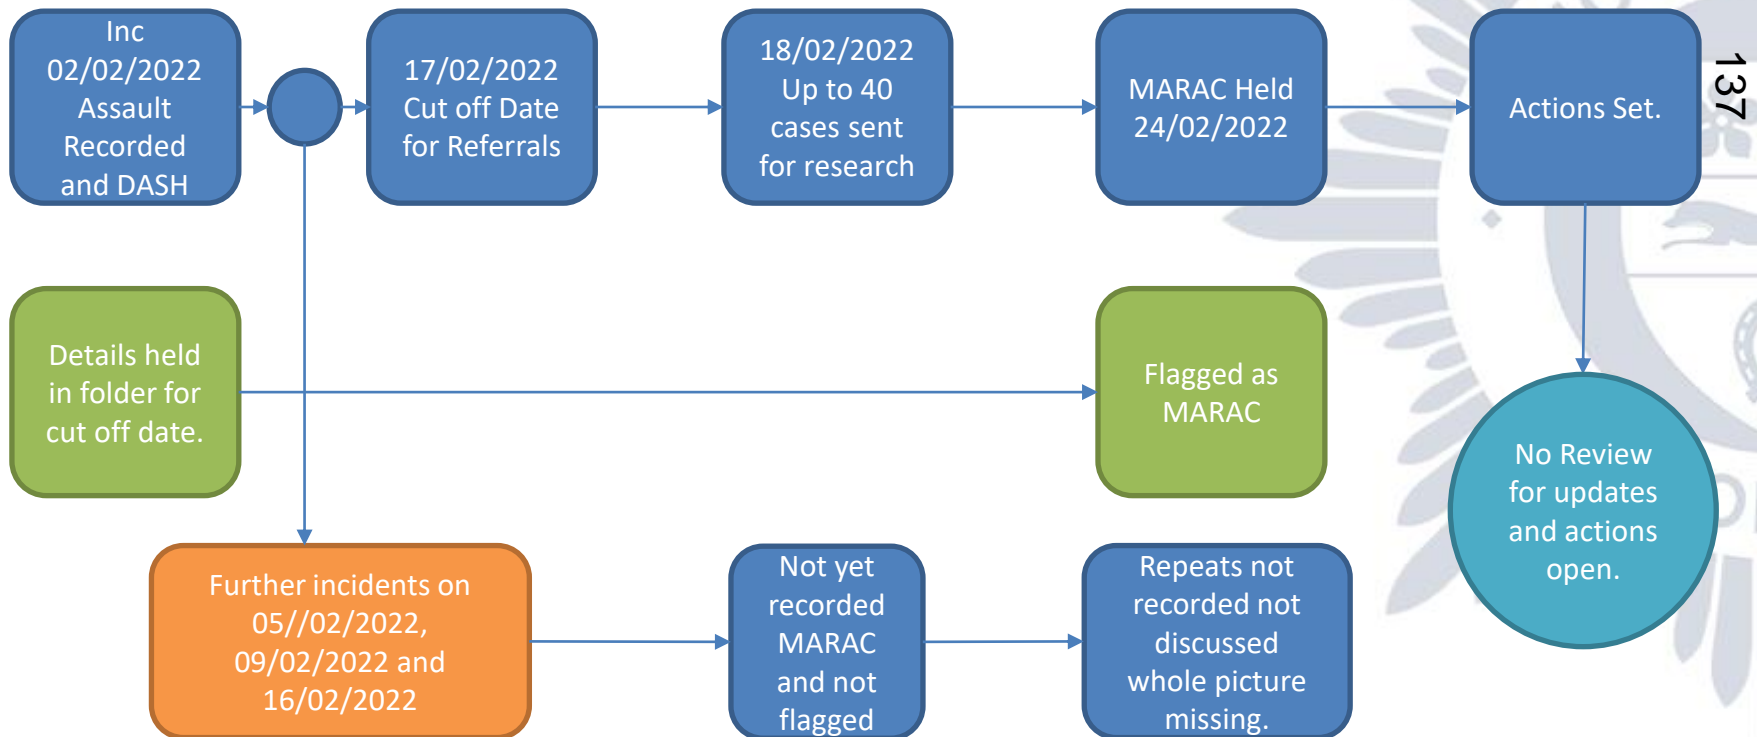 Inc
02/02/2022
Assault
Recorded
and DASH
17/02/2022
Cut off Date
for Referrals
18/02/2022
Up to 40
cases sent
for research
MARAC Held
24/02/2022
Actions Set.
137
Details held
in folder for
cut off date.
Flagged as
MARAC
No Review
for updates
and actions
open.
Further incidents on
05//02/2022,
09/02/2022 and
16/02/2022
Not yet
recorded
MARAC
and not
flagged
Repeats not
recorded not
discussed
whole picture
missing.